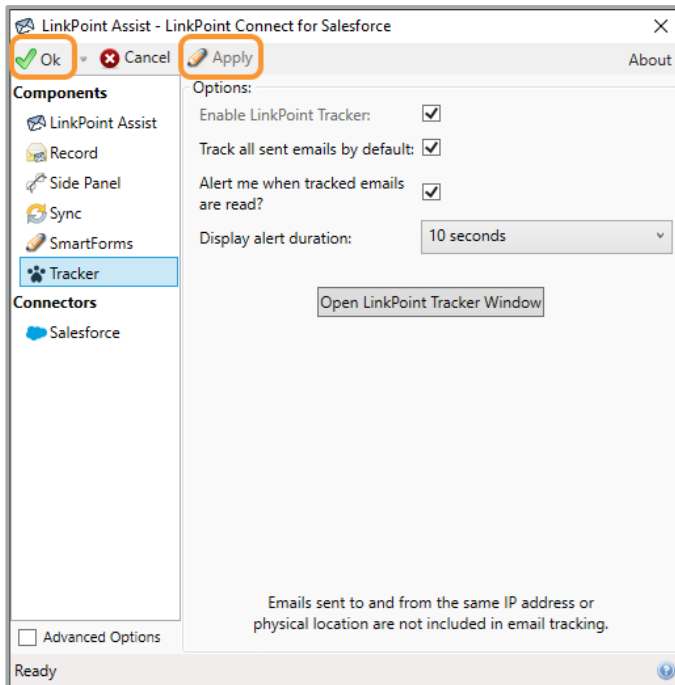 LinkPoint Assist - LinkPoint Connect for Salesforce
Ok Cancel Apply About
Components
LinkPoint Assist
Record
Side Panel
Sync
SmartForms
Tracker
Connectors
Salesforce
Options:
Enable LinkPoint Tracker:
Track all sent emails by default:
Alert me when tracked emails
are read?
Display alert duration: 10 seconds
Open LinkPoint Tracker Window
Emails sent to and from the same IP address or
physical location are not included in email tracking.
Advanced Options
Ready